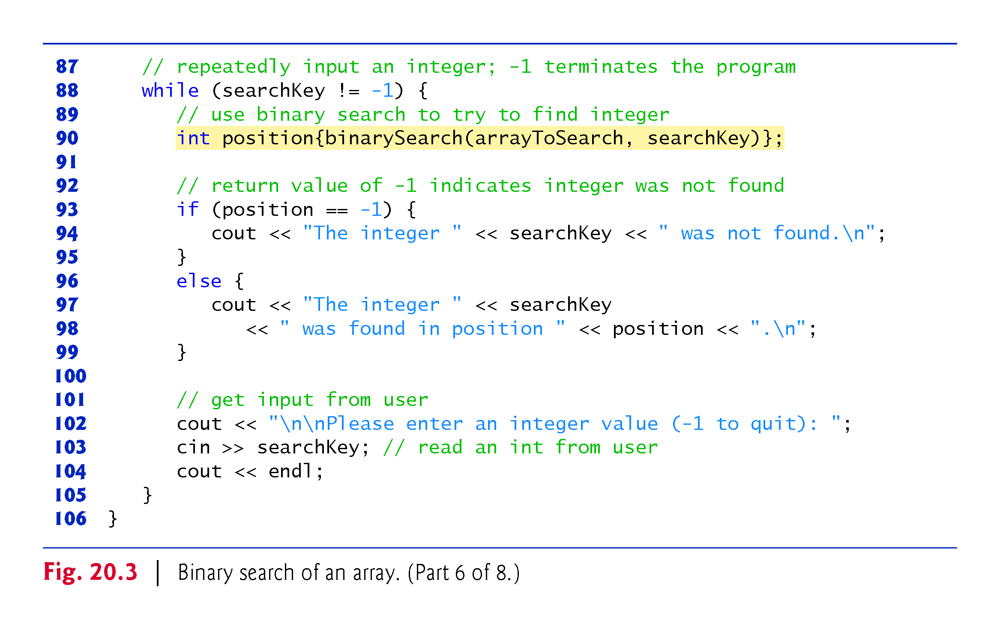 87 // repeatedly input an integer; -1 terminates the program
88 while (searchKey != -1) {
89 // use binary search to try to find integer
90 int position{binarySearch(arrayToSearch, searchKey)};
91
92 // return value of -1 indicates integer was not found
93 if (position == -1) {
94 cout << "The integer " << searchKey << " was not found.\n";
95 }
96 else {
97 cout << "The integer " << searchKey
98 << " was found in position " << position << ".\n";
99 }
100
101 // get input from user
102 cout << "\n\nPlease enter an integer value (-1 to quit): ";
103 cin >> searchKey; // read an int from user
104 cout << endl;
105 }
106 }
Fig. 20.3 | Binary search of an array. (Part 6 of 8.)